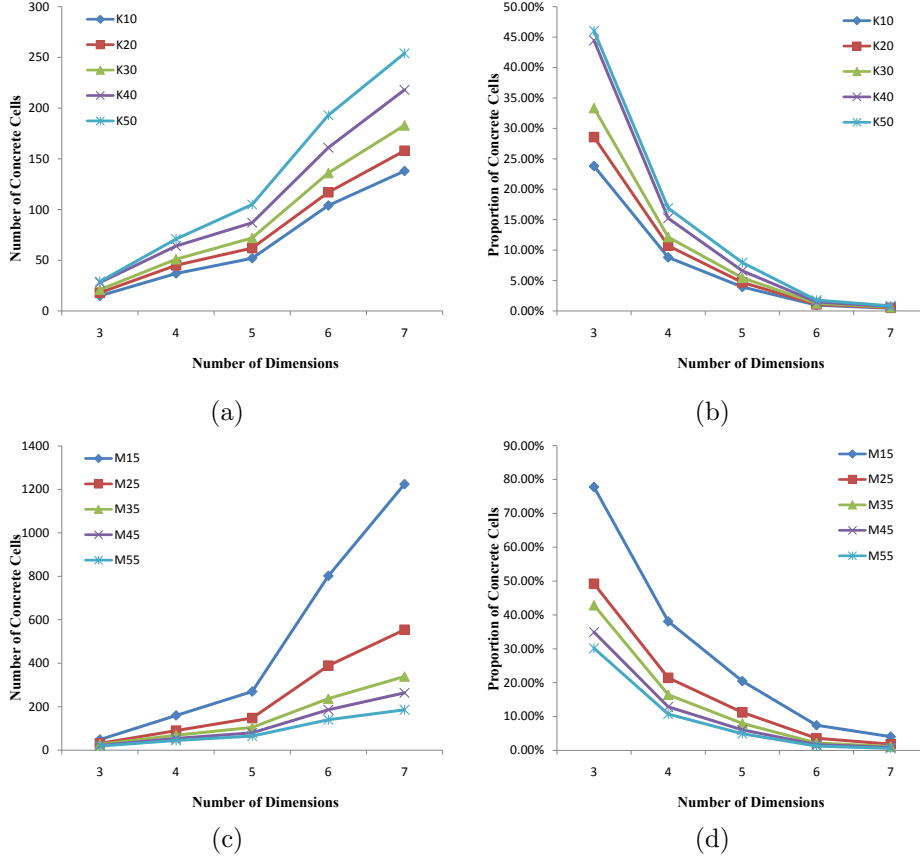 300
250
200
150
100
50
0
Number of Concrete Cells
K10
K20
K30
K40
K50
3 4 5 6 7
Number of Dimensions
(a)
50.00%
45.00%
40.00%
35.00%
30.00%
25.00%
20.00%
15.00%
10.00%
5.00%
0.00%
Proportion of Concrete Cells
K10
K20
K30
K40
K50
3 4 5 6 7
Number of Dimensions
(b)
1400
1200
1000
800
600
400
200
0
Number of Concrete Cells
M15
M25
M35
M45
M55
3 4 5 6 7
Number of Dimensions
(c)
90.00%
80.00%
70.00%
60.00%
50.00%
40.00%
30.00%
20.00%
10.00%
0.00%
Proportion of Concrete Cells
M15
M25
M35
M45
M55
3 4 5 6 7
Number of Dimensions
(d)